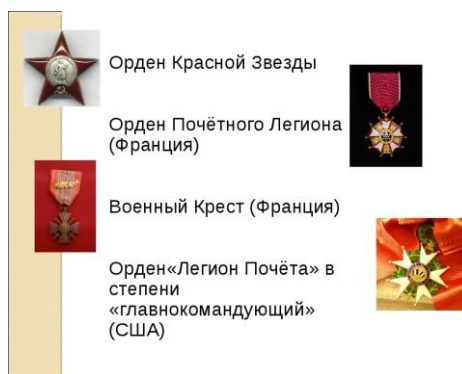 Орден Красной Звезды
Орден Почётного Легиона
(Франция)
Военный Крест (Франция)
Орден«Легион Почёта» в
степени
«главнокомандующий»
(США)